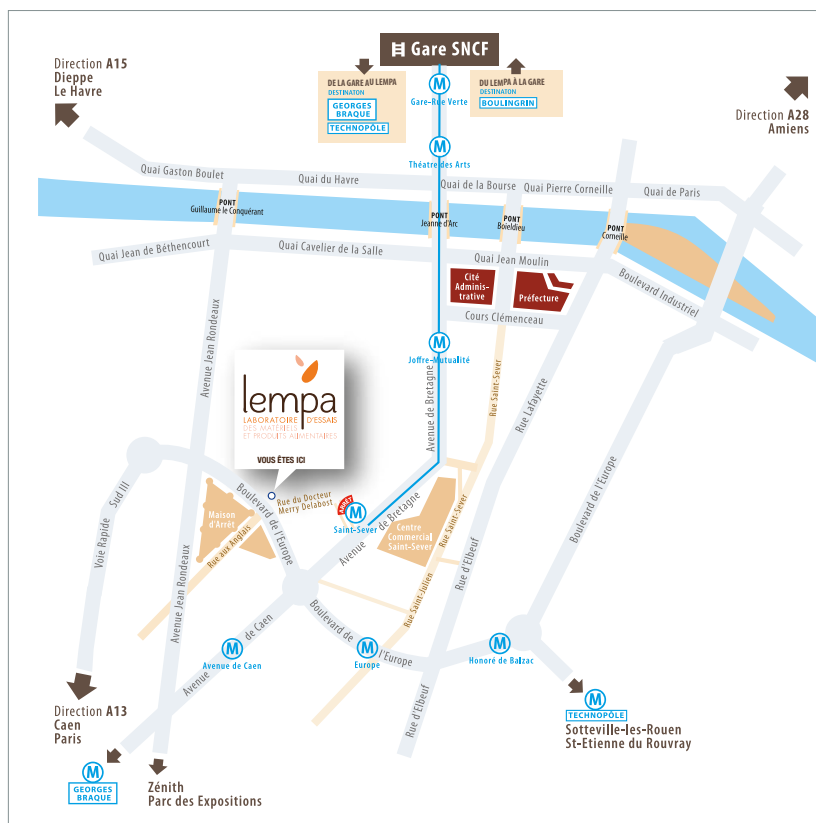 Gare SNCF
Direction A15
Dieppe
Le Havre
DE LA GARE AU LEMPA
DESTINATON
GEORGES
BRAQUE
TECHNOPÔLE
M
Gare-Rue Verte
DU LEMPA À LA GARE
DESTINATON
BOULINGRIN
Direction A28
Amiens
M
Théatre des Arts
Quai Gaston Boulet
Quai du Havre
Quai de la Bourse
Quai Pierre Corneille
Quai de Paris
PONT
Guillaume le Conquérant
PONT
Jeanne d'Arc
PONT
Boieldieu
PONT
Corneille
Quai Jean de Béthencourt
Quai Cavelier de la Salle
Quai Jean Moulin
Boulevard Industriel
Cité
Adminis-
trative
Préfecture
Cours Clémenceau
M
Joffre-Mutualité
Avenue Jean Rondeaux
Avenue de Bretagne
Rue Saint-Sever
Rue Lafayette
lempa
LABORATOIRE D'ESSAIS
DES MATÉRIELS
ET PRODUITS ALIMENTAIRES
VOUS ÊTES ICI
Rue du Docteur
Merry Delabost
ARRÊT
M
Saint-Sever
Avenue de Bretagne
Centre
Commercial
Saint-Sever
Rue Saint-Sever
Boulevard de l'Europe
Voie Rapide Sud III
Maison
d'Arrêt
Rue aux Anglais
Boulevard de l'Europe
Avenue Jean Rondeaux
Rue d'Elbeuf
Rue Saint-Julien
Boulevard de l'Europe
M
Avenue de Caen
Avenue de Caen
M
Europe
M
Honoré de Balzac
Rue d'Elbeuf
M
TECHNOPÔLE
Sotteville-les-Rouen
St-Etienne du Rouvray
Direction A13
Caen
Paris
M
GEORGES
BRAQUE
Zénith
Parc des Expositions